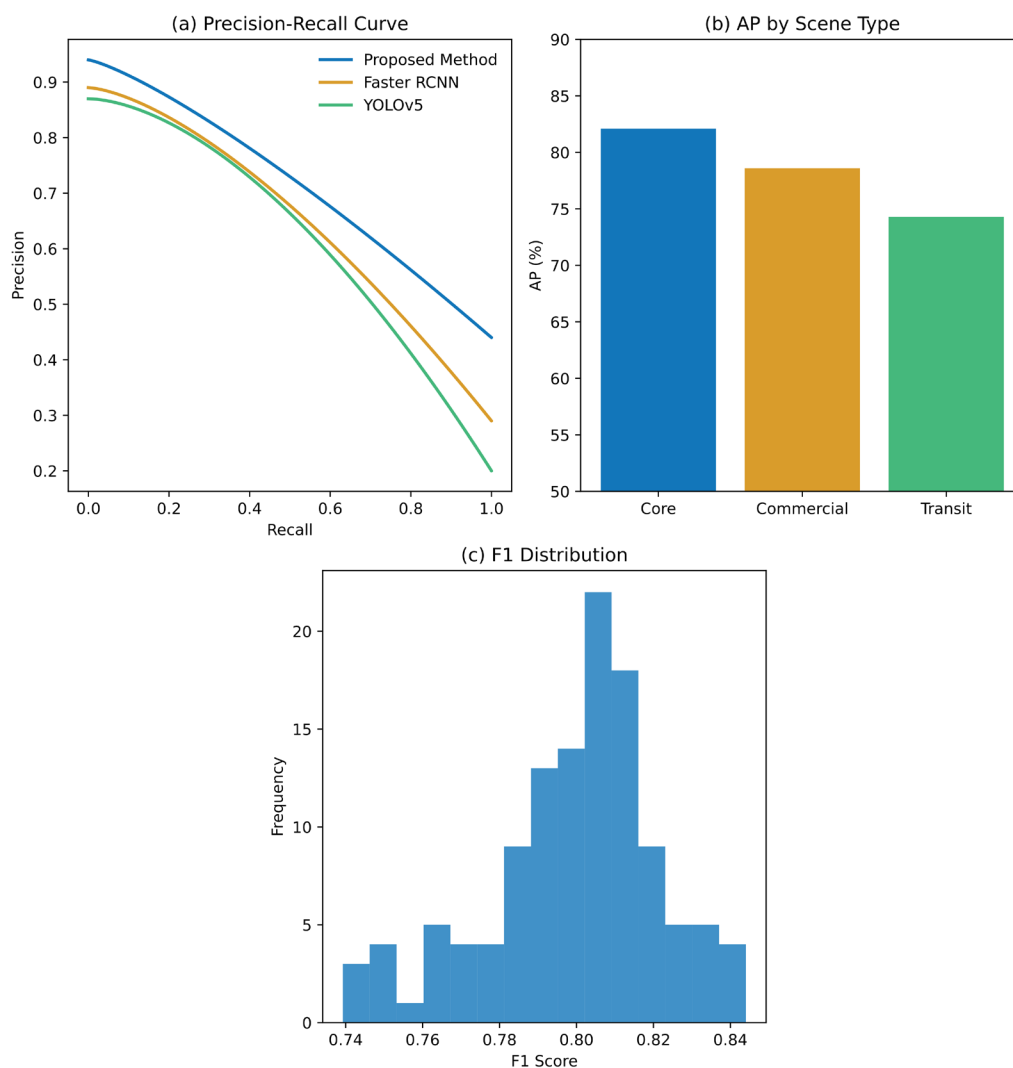 (a) Precision-Recall Curve
Precision
0.9
0.8
0.7
0.6
0.5
0.4
0.3
0.2
Proposed Method
Faster RCNN
YOLOv5
0.0 0.2 0.4 0.6 0.8 1.0
Recall
(b) AP by Scene Type
AP (%)
90
85
80
75
70
65
60
55
50
Core Commercial Transit
(c) F1 Distribution
Frequency
20
15
10
5
0
0.74 0.76 0.78 0.80 0.82 0.84
F1 Score